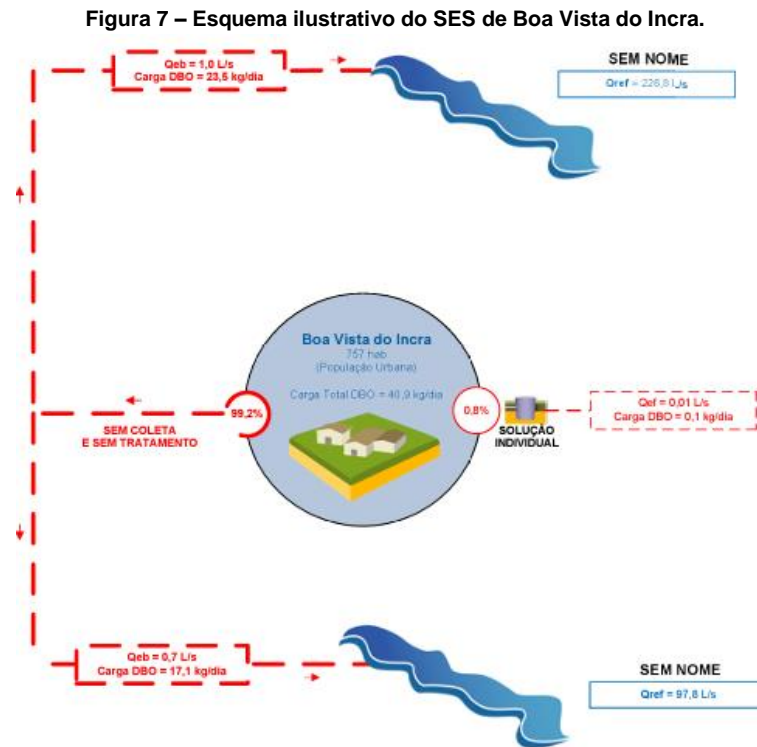 Figura 7 – Esquema ilustrativo do SES de Boa Vista do Incra.
Qeb = 1,0 L/s
Carga DBO = 23,5 kg/dia
SEM NOME
Qref = 226,8 L/s
Boa Vista do Incra
757 hab
(População Urbana)
Carga Total DBO = 40,9 kg/dia
99,2%
0,8%
SEM COLETA
E SEM TRATAMENTO
SOLUÇÃO
INDIVIDUAL
Qef = 0,01 L/s
Carga DBO = 0,1 kg/dia
Qeb = 0,7 L/s
Carga DBO = 17,1 kg/dia
SEM NOME
Qref = 97,8 L/s